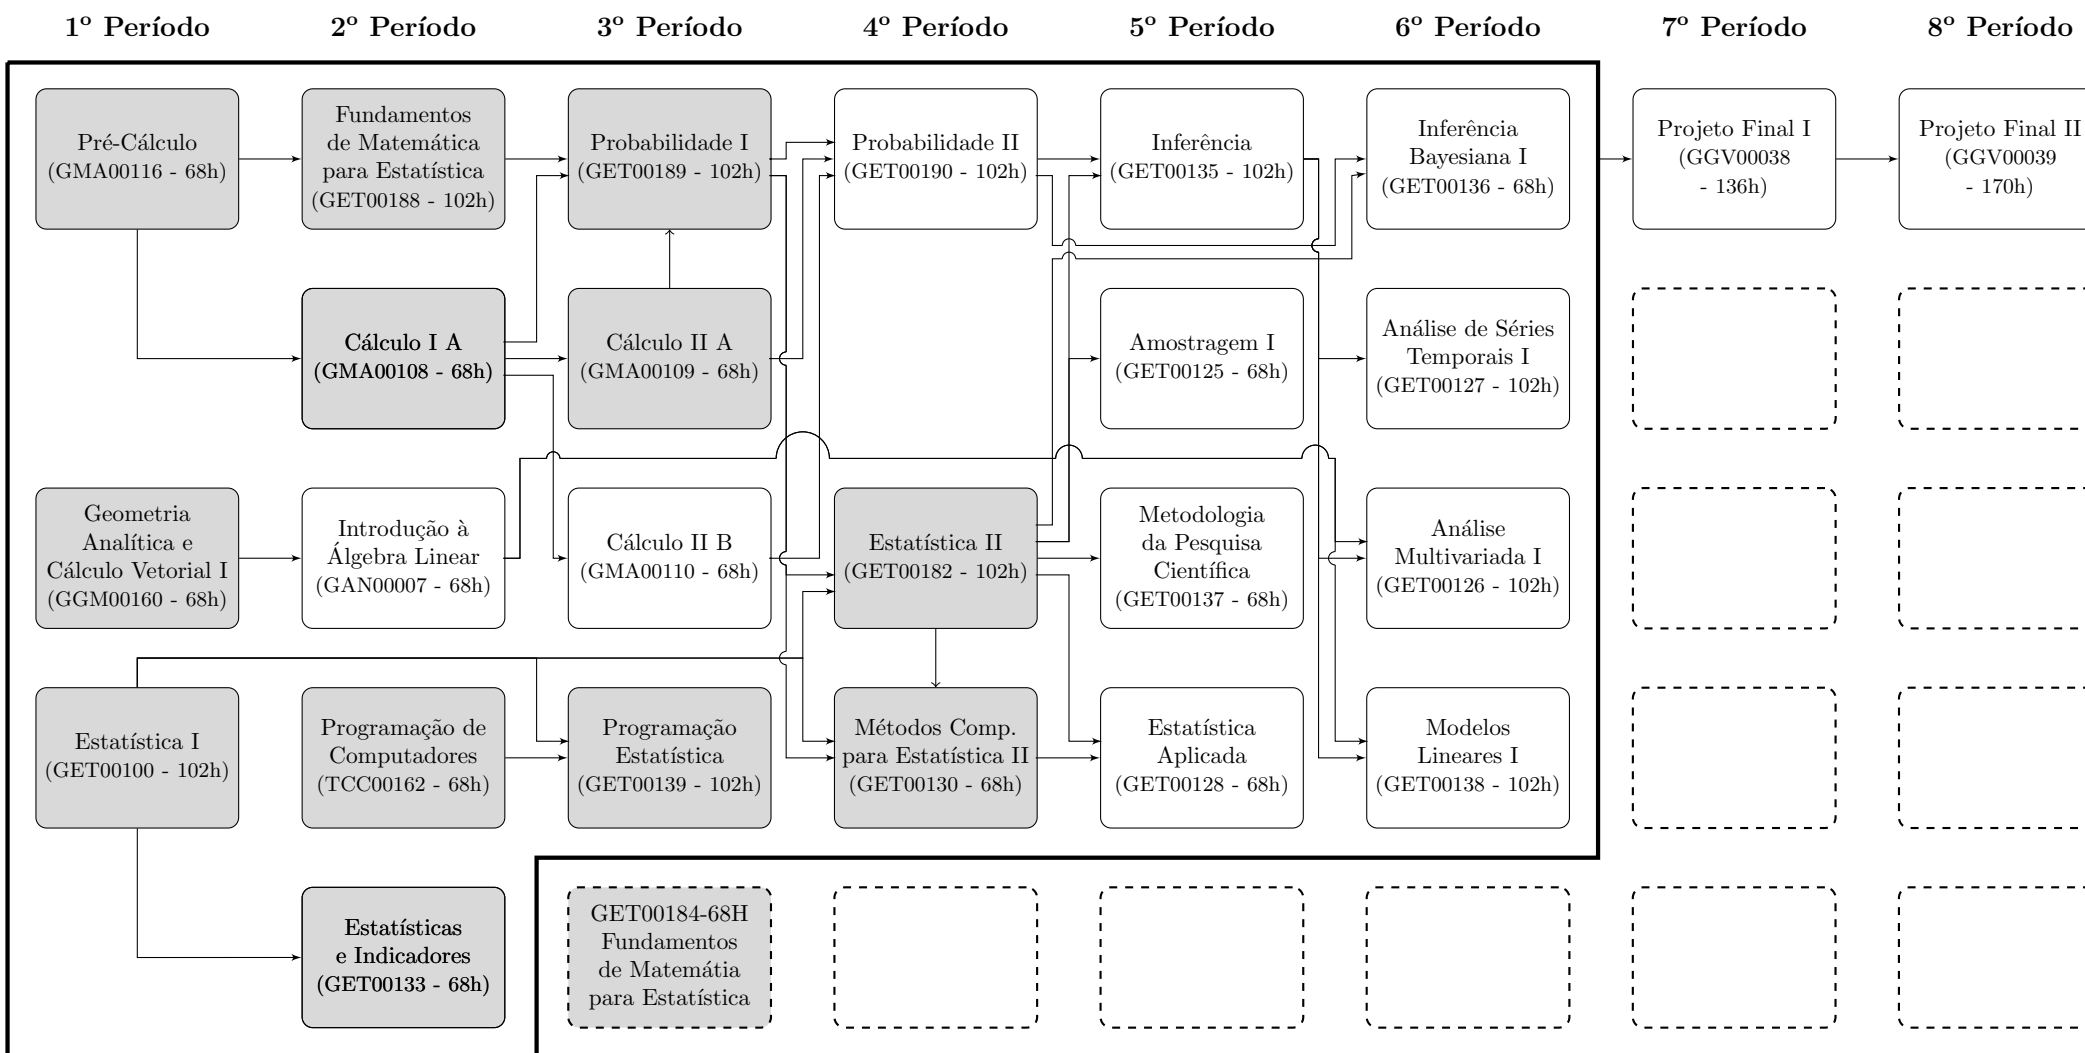 1º Período
2º Período
3º Período
4º Período
5º Período
6º Período
7º Período
8º Período
Pré-Cálculo
(GMA00116 - 68h)
Fundamentos
de Matemática
para Estatística
(GET00188 - 102h)
Probabilidade I
(GET00189 - 102h)
Probabilidade II
(GET00190 - 102h)
Inferência
(GET00135 - 102h)
Inferência
Bayesiana I
(GET00136 - 68h)
Projeto Final I
(GGV00038
- 136h)
Projeto Final II
(GGV00039
- 170h)
Cálculo I A
(GMA00108 - 68h)
Cálculo II A
(GMA00109 - 68h)
Amostragem I
(GET00125 - 68h)
Análise de Séries
Temporais I
(GET00127 - 102h)
Geometria
Analítica e
Cálculo Vetorial I
(GGM00160 - 68h)
Introdução à
Álgebra Linear
(GAN00007 - 68h)
Cálculo II B
(GMA00110 - 68h)
Estatística II
(GET00182 - 102h)
Metodologia
da Pesquisa
Científica
(GET00137 - 68h)
Análise
Multivariada I
(GET00126 - 102h)
Estatística I
(GET00100 - 102h)
Programação de
Computadores
(TCC00162 - 68h)
Programação
Estatística
(GET00139 - 102h)
Métodos Comp.
para Estatística II
(GET00130 - 68h)
Estatística
Aplicada
(GET00128 - 68h)
Modelos
Lineares I
(GET00138 - 102h)
Estatísticas
e Indicadores
(GET00133 - 68h)
GET00184-68H
Fundamentos
de Matemátia
para Estatística